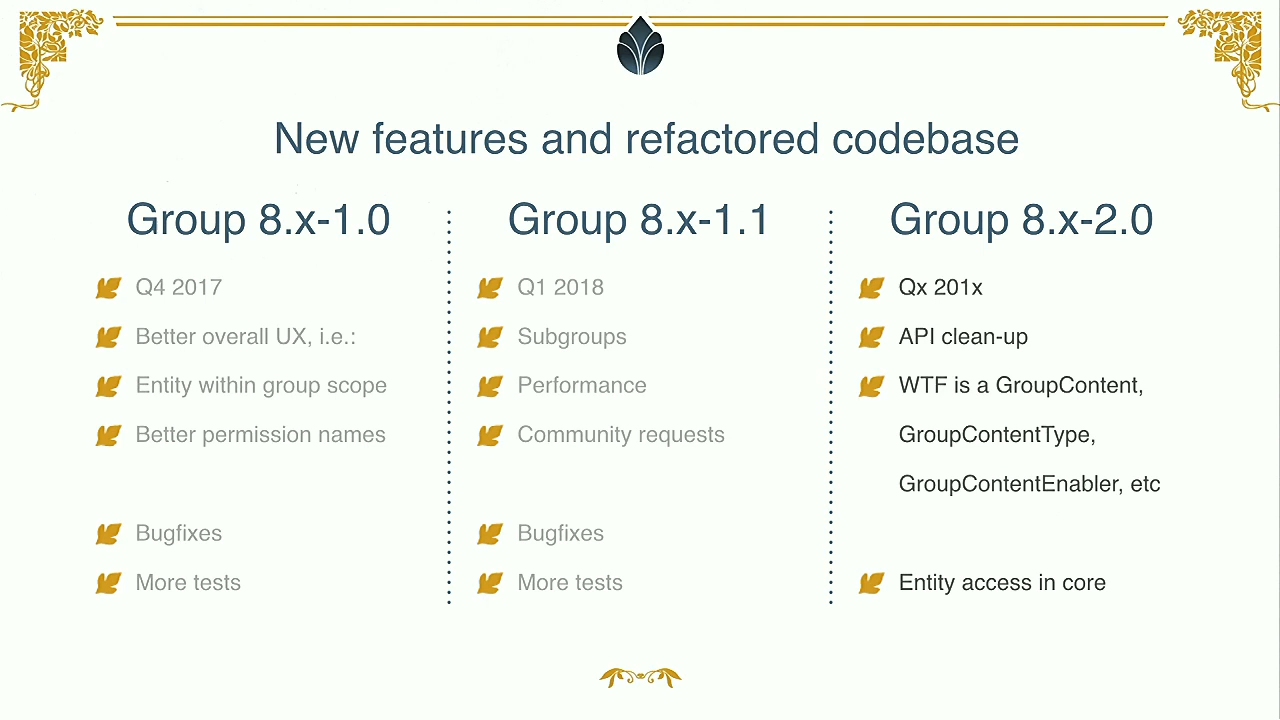 New features and refactored codebase
Group 8.x-1.0
Q4 2017
Better overall UX, i.e.:
Entity within group scope
Better permission names
Bugfixes
More tests
Group 8.x-1.1
Q1 2018
Subgroups
Performance
Community requests
Bugfixes
More tests
Group 8.x-2.0
Qx 201x
API clean-up
WTF is a GroupContent,
GroupContentType,
GroupContentEnabler, etc
Entity access in core